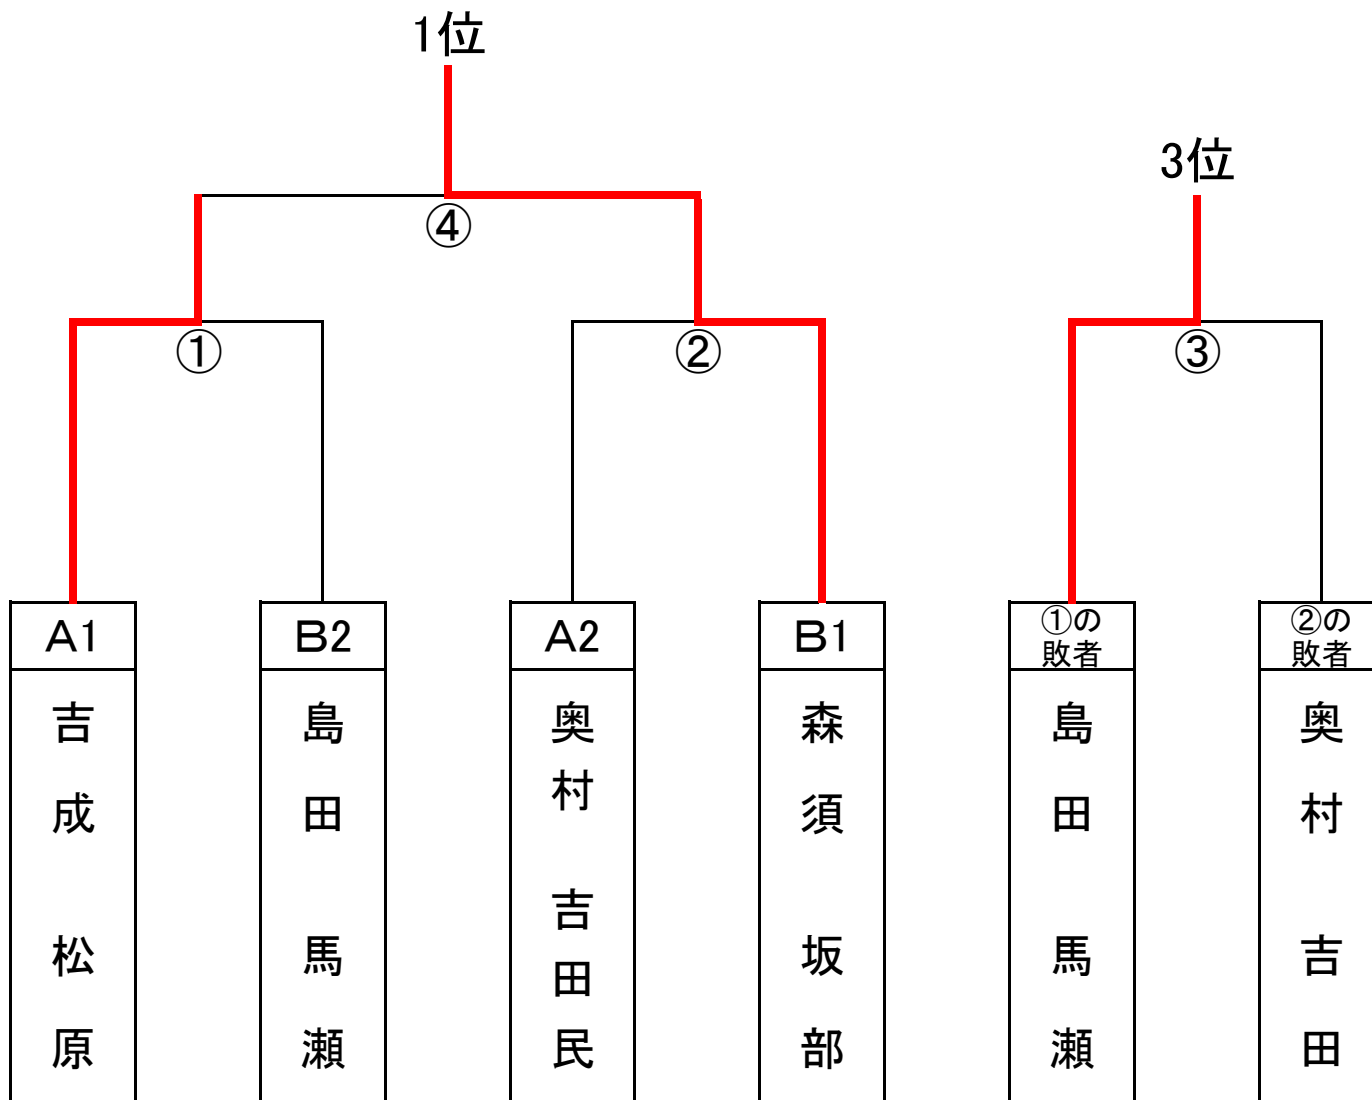 1位
3位
④
①
②
③
A1
B2
A2
B1
①の
敗者
②の
敗者
吉成 松原
島田 馬瀬
奥村 吉田民
森須 坂部
島田 馬瀬
奥村 吉田